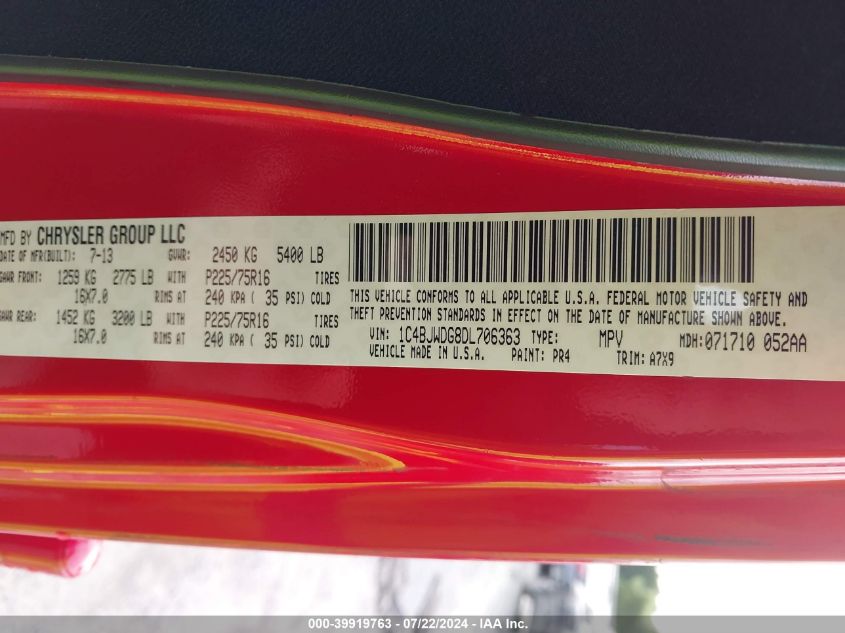 MFD BY CHRYSLER GROUP LLC
DATE OF MFR(BUILT): 7-13 GVWR: 2450 KG 5400 LB
GAWR FRONT: 1259 KG 2775 LB WITH P225/75R16 TIRES
16X7.0 RIMS AT 240 KPA ( 35 PSI) COLD
GAWR REAR: 1452 KG 3200 LB WITH P225/75R16 TIRES
16X7.0 RIMS AT 240 KPA ( 35 PSI) COLD
THIS VEHICLE CONFORMS TO ALL APPLICABLE U.S.A. FEDERAL MOTOR VEHICLE SAFETY AND
THEFT PREVENTION STANDARDS IN EFFECT ON THE DATE OF MANUFACTURE SHOWN ABOVE.
VIN: 1C4BJWDG8DL706363 TYPE: MPV MDH:071710 052AA
VEHICLE MADE IN U.S.A. PAINT: PR4 TRIM: A7X9
000-39919763 - 07/22/2024 - IAA Inc.